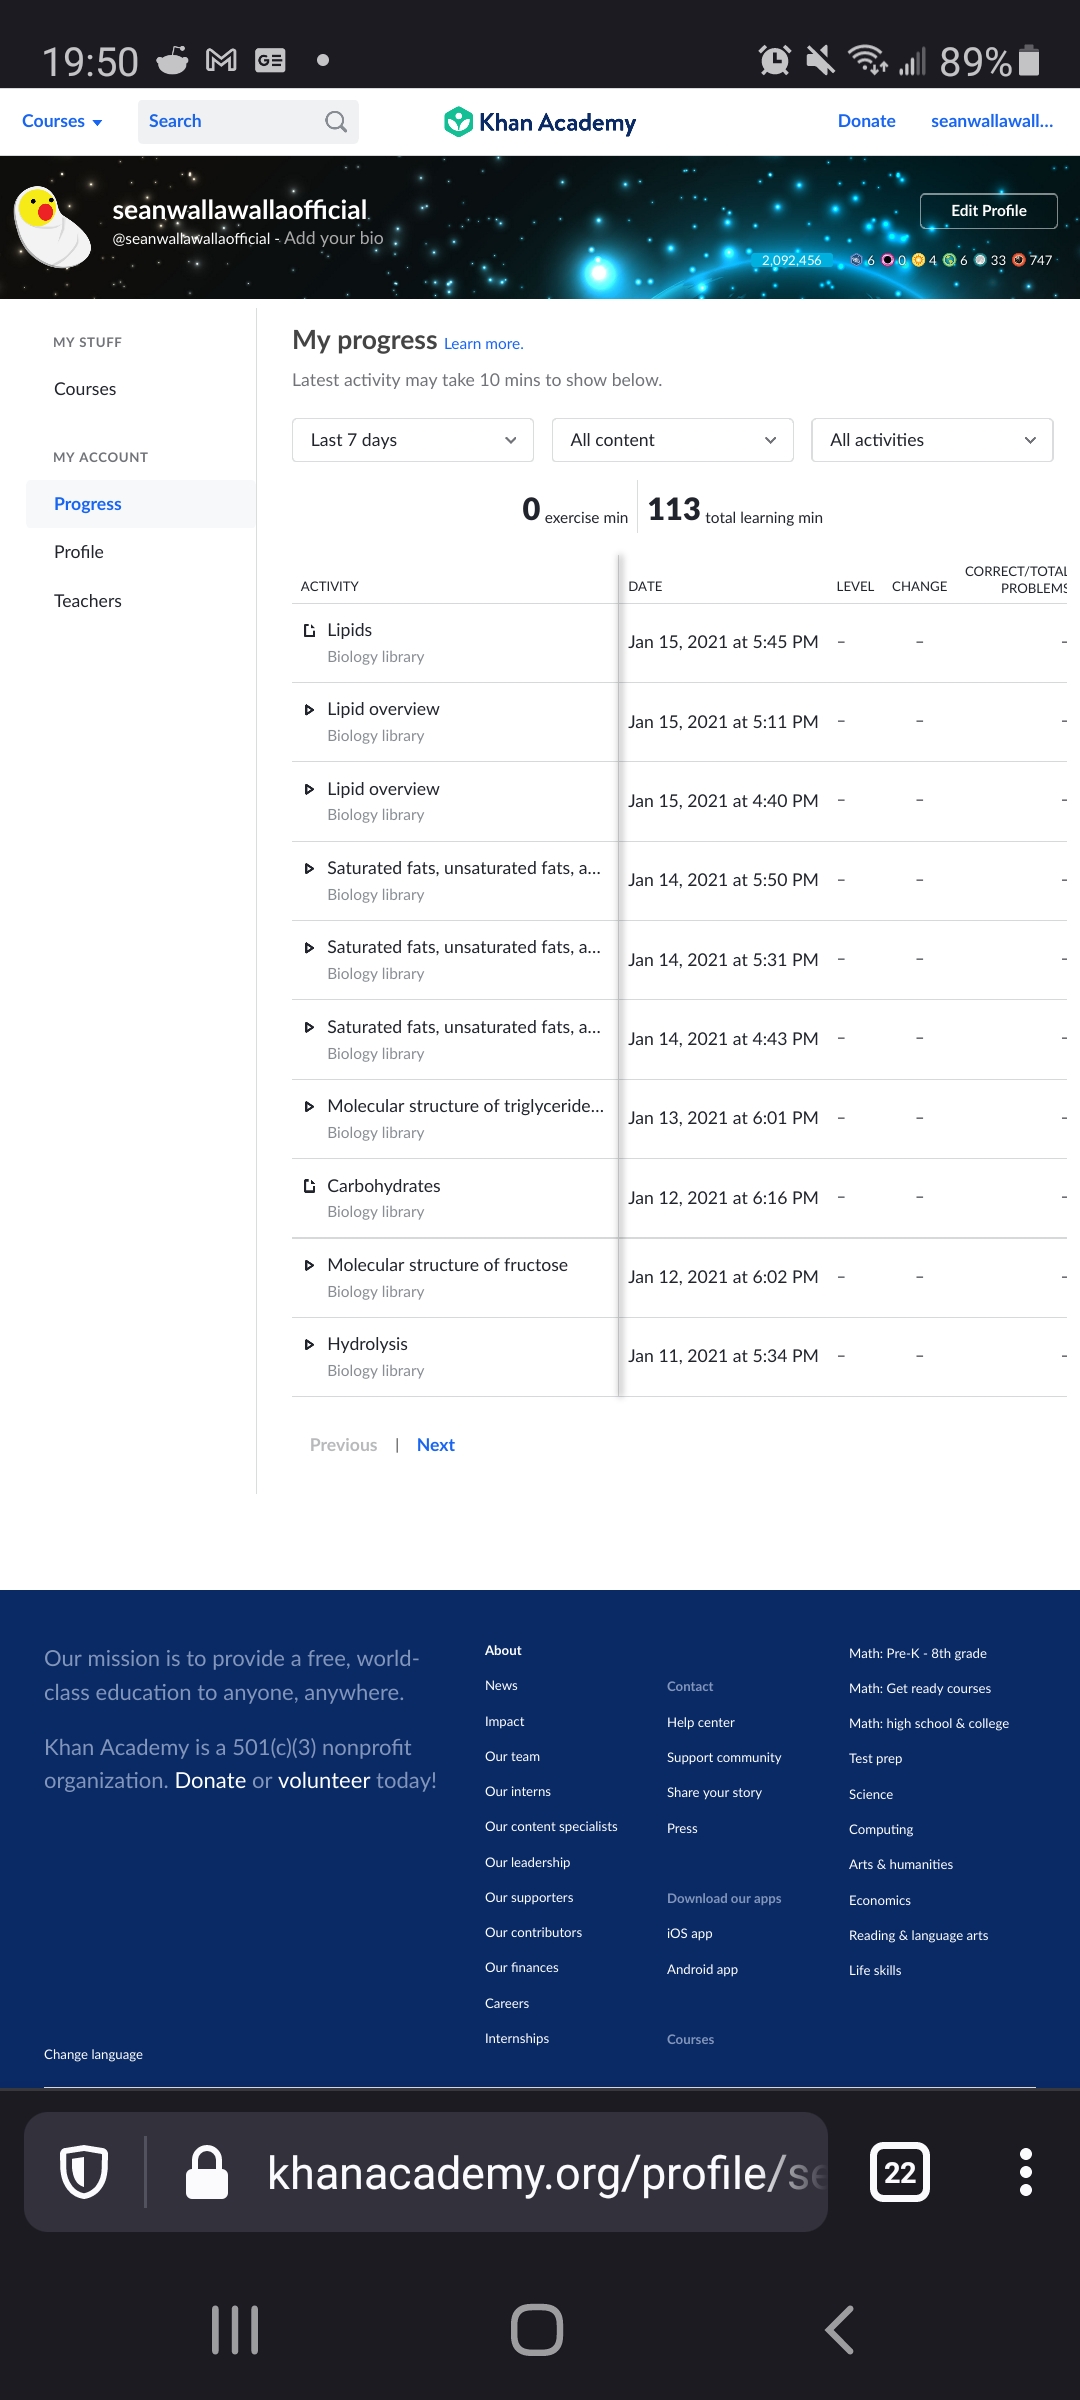 19:50
GE
89%
Courses
Search
Khan Academy
Donate
seanwallawall...
seanwallawallaofficial
@seanwallawallaofficial - Add your bio
Edit Profile
2,092,456
6 0 4 6 33 747
MY STUFF
Courses
MY ACCOUNT
Progress
Profile
Teachers
My progress Learn more.
Latest activity may take 10 mins to show below.
Last 7 days
All content
All activities
0 exercise min
113 total learning min
ACTIVITY
DATE
LEVEL
CHANGE
CORRECT/TOTAL
PROBLEMS
Lipids
Biology library
Jan 15, 2021 at 5:45 PM – – –
Lipid overview
Biology library
Jan 15, 2021 at 5:11 PM – – –
Lipid overview
Biology library
Jan 15, 2021 at 4:40 PM – – –
Saturated fats, unsaturated fats, a...
Biology library
Jan 14, 2021 at 5:50 PM – – –
Saturated fats, unsaturated fats, a...
Biology library
Jan 14, 2021 at 5:31 PM – – –
Saturated fats, unsaturated fats, a...
Biology library
Jan 14, 2021 at 4:43 PM – – –
Molecular structure of triglyceride...
Biology library
Jan 13, 2021 at 6:01 PM – – –
Carbohydrates
Biology library
Jan 12, 2021 at 6:16 PM – – –
Molecular structure of fructose
Biology library
Jan 12, 2021 at 6:02 PM – – –
Hydrolysis
Biology library
Jan 11, 2021 at 5:34 PM – – –
Previous | Next
Our mission is to provide a free, world-
class education to anyone, anywhere.
Khan Academy is a 501(c)(3) nonprofit
organization. Donate or volunteer today!
Change language
About
News
Impact
Our team
Our interns
Our content specialists
Our leadership
Our supporters
Our contributors
Our finances
Careers
Internships
Contact
Help center
Support community
Share your story
Press
Download our apps
iOS app
Android app
Courses
Math: Pre-K - 8th grade
Math: Get ready courses
Math: high school & college
Test prep
Science
Computing
Arts & humanities
Economics
Reading & language arts
Life skills
khanacademy.org/profile/se
22